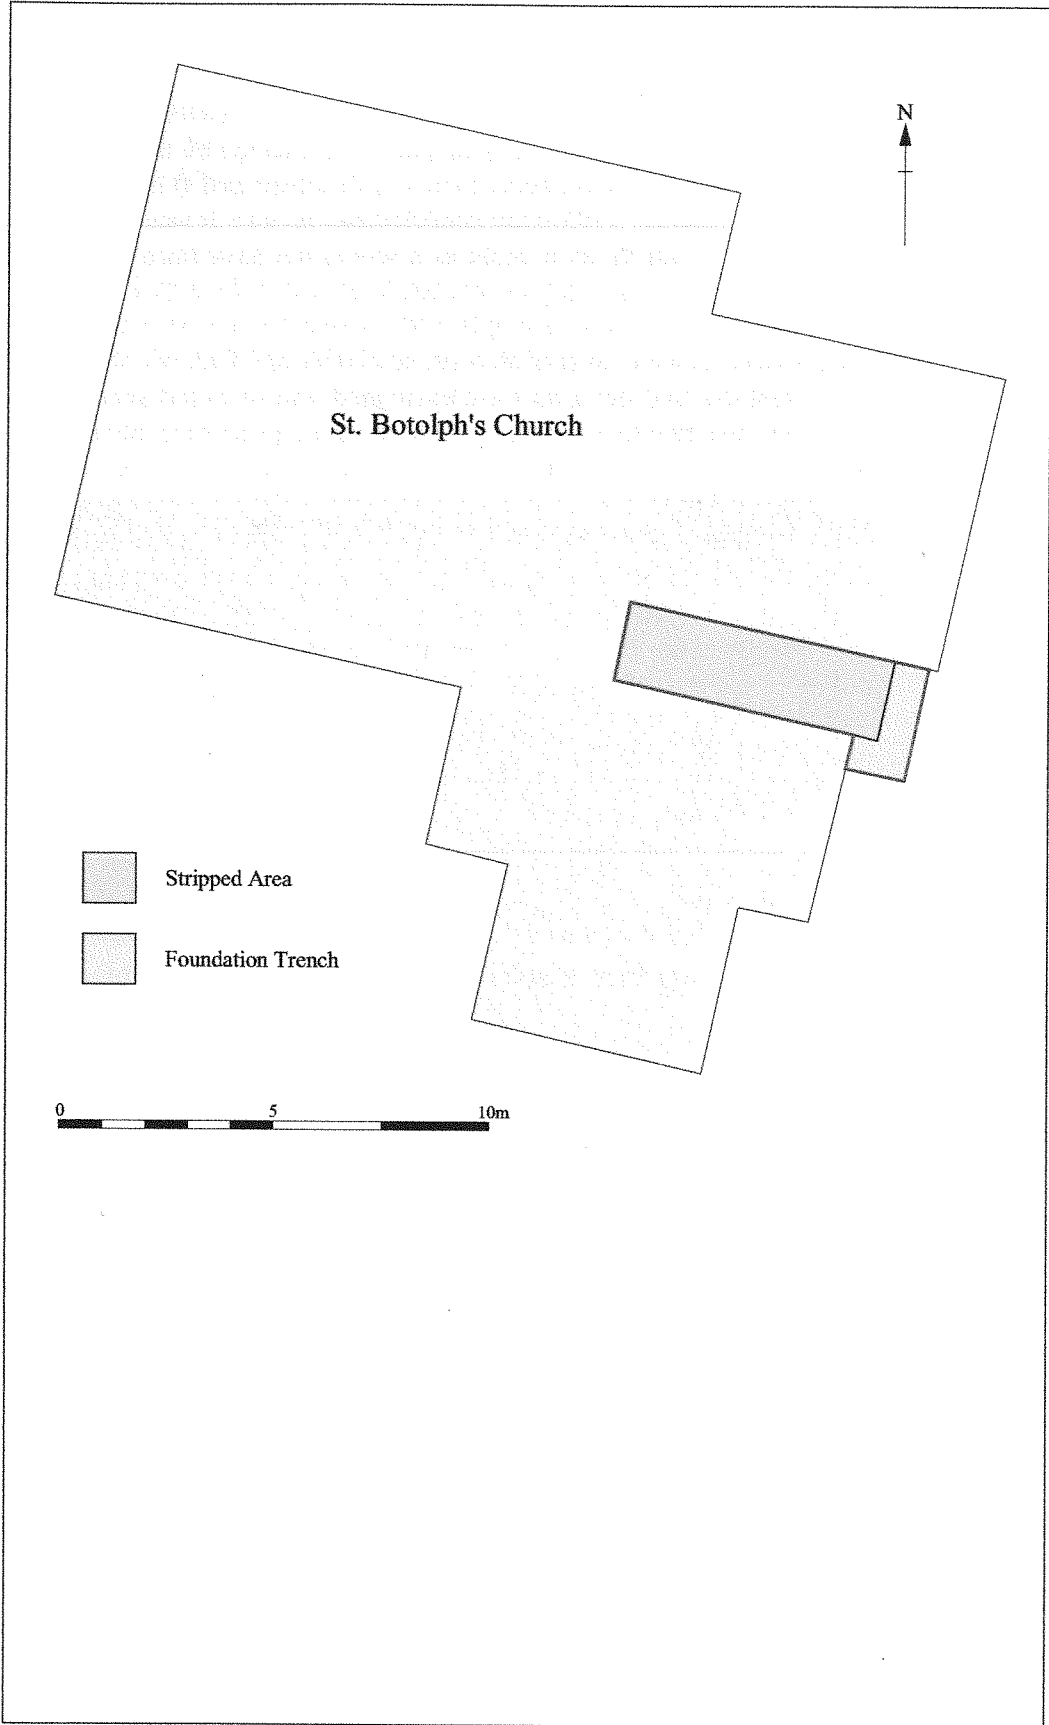 N
St. Botolph's Church
Stripped Area
Foundation Trench
0 5 10m